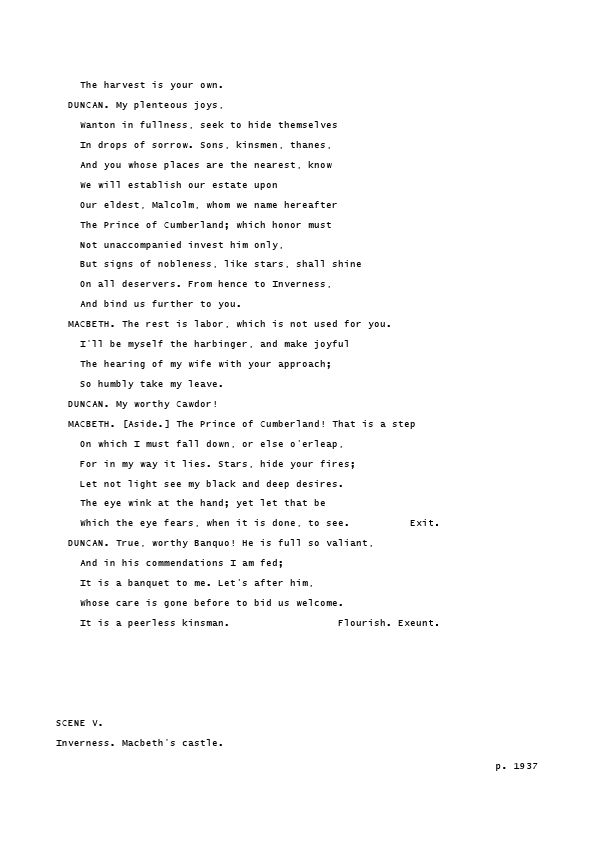 The harvest is your own.
DUNCAN. My plenteous joys,
Wanton in fullness, seek to hide themselves
In drops of sorrow. Sons, kinsmen, thanes,
And you whose places are the nearest, know
We will establish our estate upon
Our eldest, Malcolm, whom we name hereafter
The Prince of Cumberland; which honor must
Not unaccompanied invest him only,
But signs of nobleness, like stars, shall shine
On all deservers. From hence to Inverness,
And bind us further to you.
MACBETH. The rest is labor, which is not used for you.
I'll be myself the harbinger, and make joyful
The hearing of my wife with your approach;
So humbly take my leave.
DUNCAN. My worthy Cawdor!
MACBETH. [Aside.] The Prince of Cumberland! That is a step
On which I must fall down, or else o'erleap,
For in my way it lies. Stars, hide your fires;
Let not light see my black and deep desires.
The eye wink at the hand; yet let that be
Which the eye fears, when it is done, to see. Exit.
DUNCAN. True, worthy Banquo! He is full so valiant,
And in his commendations I am fed;
It is a banquet to me. Let's after him,
Whose care is gone before to bid us welcome.
It is a peerless kinsman. Flourish. Exeunt.
SCENE V.
Inverness. Macbeth's castle.
p. 1937